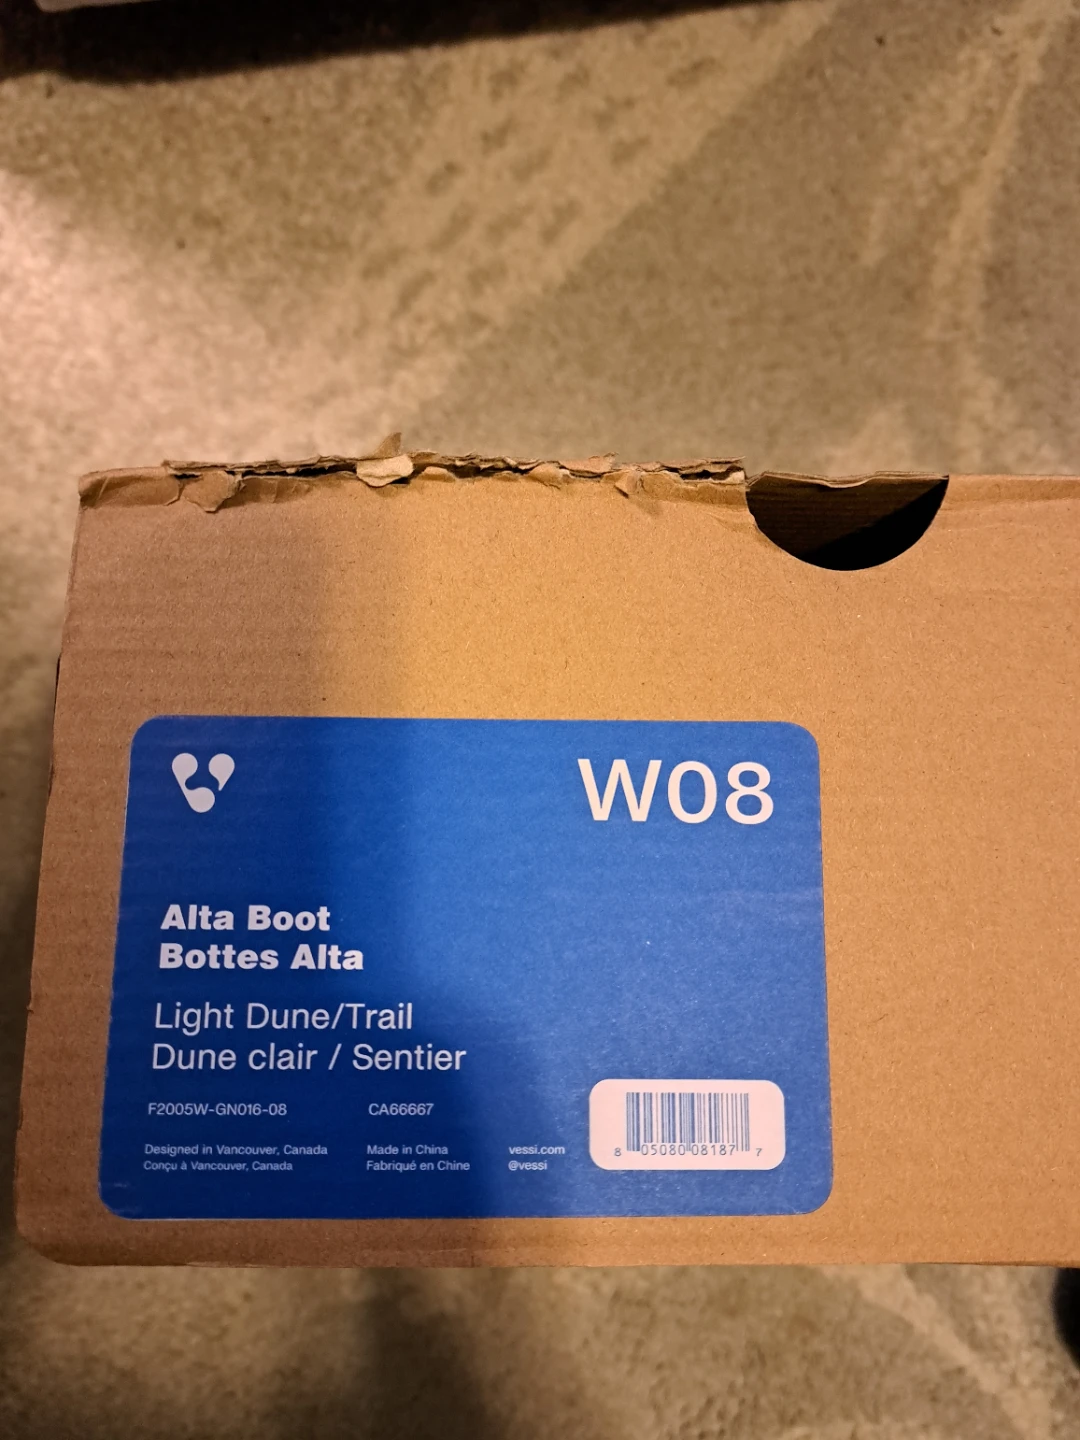 W08
Alta Boot
Bottes Alta
Light Dune/Trail
Dune clair / Sentier
F2005W-GN016-08
CA66667
Designed in Vancouver, Canada
Conçu à Vancouver, Canada
Made in China
Fabriqué en Chine
vessi.com
@vessi
8 05080 08187 7